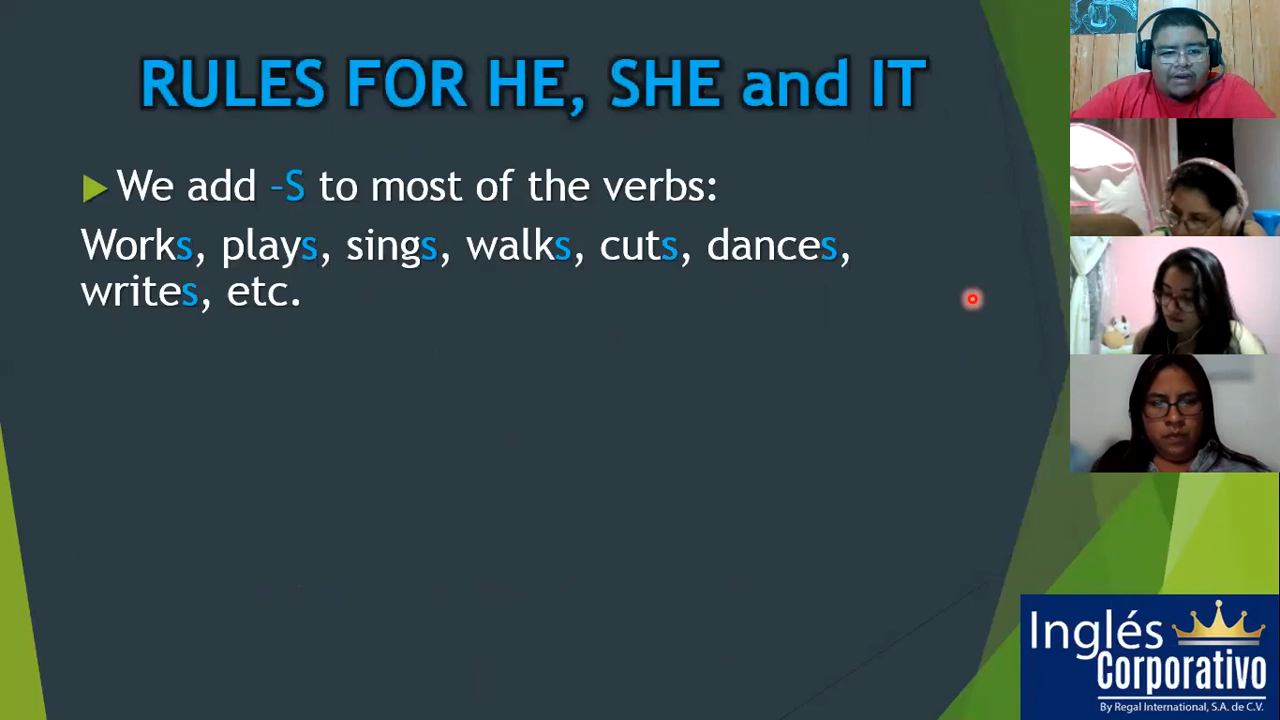 RULES FOR HE, SHE and IT
We add –S to most of the verbs:
Works, plays, sings, walks, cuts, dances,
writes, etc.
Inglés
Corporativo
By Regal International, S.A. de C.V.